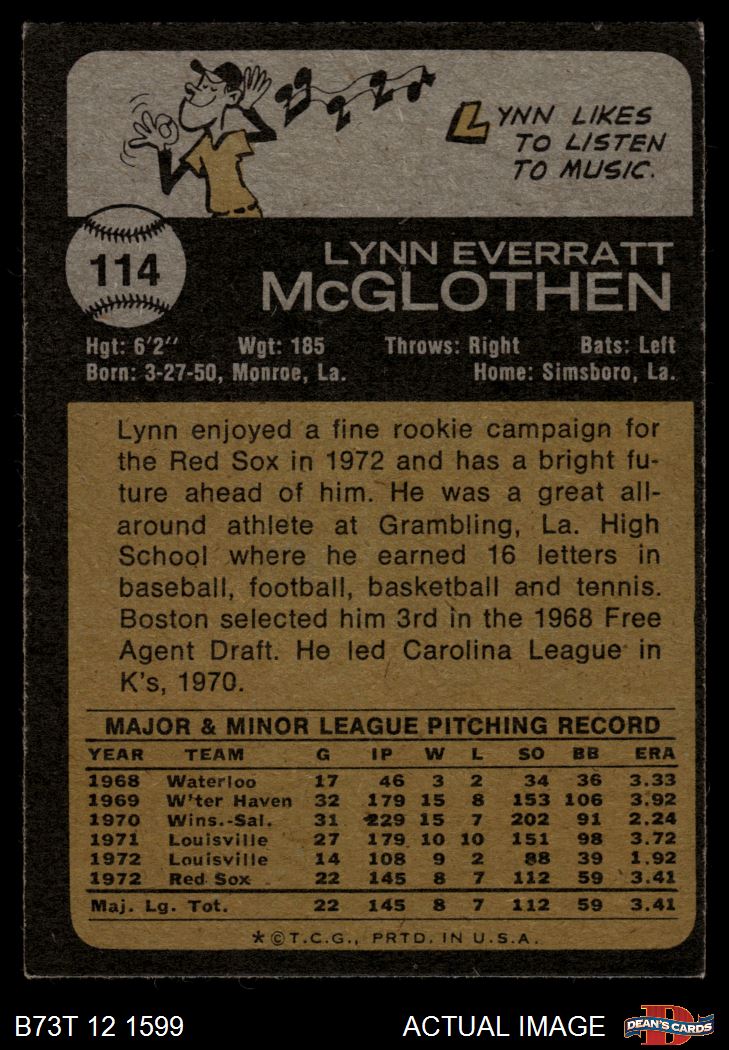 LYNN LIKES
TO LISTEN
TO MUSIC.
114
LYNN EVERRATT
McGLOTHEN
Hgt: 6'2" Wgt: 185 Throws: Right Bats: Left
Born: 3-27-50, Monroe, La. Home: Simsboro, La.
Lynn enjoyed a fine rookie campaign for
the Red Sox in 1972 and has a bright fu-
ture ahead of him. He was a great all-
around athlete at Grambling, La. High
School where he earned 16 letters in
baseball, football, basketball and tennis.
Boston selected him 3rd in the 1968 Free
Agent Draft. He led Carolina League in
K's, 1970.
MAJOR & MINOR LEAGUE PITCHING RECORD
YEAR TEAM G IP W L SO BB ERA
1968 Waterloo 17 46 3 2 34 36 3.33
1969 W'ter Haven 32 179 15 8 153 106 3.92
1970 Wins.-Sal. 31 229 15 7 202 91 2.24
1971 Louisville 27 179 10 10 151 98 3.72
1972 Louisville 14 108 9 2 88 39 1.92
1972 Red Sox 22 145 8 7 112 59 3.41
Maj. Lg. Tot. 22 145 8 7 112 59 3.41
*©T.C.G., PRTD. IN U.S.A.
B73T 12 1599 ACTUAL IMAGE D DEAN'S CARDS